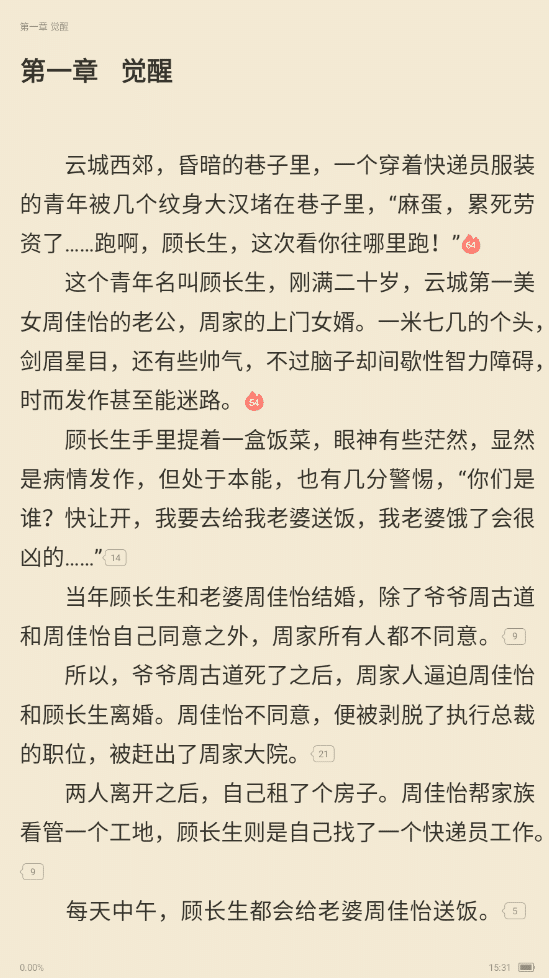 第一章 觉醒
第一章 觉醒
云城西郊，昏暗的巷子里，一个穿着快递员服装
的青年被几个纹身大汉堵在巷子里，“麻蛋，累死劳
资了……跑啊，顾长生，这次看你往哪里跑！”64
这个青年名叫顾长生，刚满二十岁，云城第一美
女周佳怡的老公，周家的上门女婿。一米七几的个头，
剑眉星目，还有些帅气，不过脑子却间歇性智力障碍，
时而发作甚至能迷路。54
顾长生手里提着一盒饭菜，眼神有些茫然，显然
是病情发作，但处于本能，也有几分警惕，“你们是
谁？快让开，我要去给我老婆送饭，我老婆饿了会很
凶的……”14
当年顾长生和老婆周佳怡结婚，除了爷爷周古道
和周佳怡自己同意之外，周家所有人都不同意。9
所以，爷爷周古道死了之后，周家人逼迫周佳怡
和顾长生离婚。周佳怡不同意，便被剥脱了执行总裁
的职位，被赶出了周家大院。21
两人离开之后，自己租了个房子。周佳怡帮家族
看管一个工地，顾长生则是自己找了一个快递员工作。
9
每天中午，顾长生都会给老婆周佳怡送饭。5
0.00% 15:31